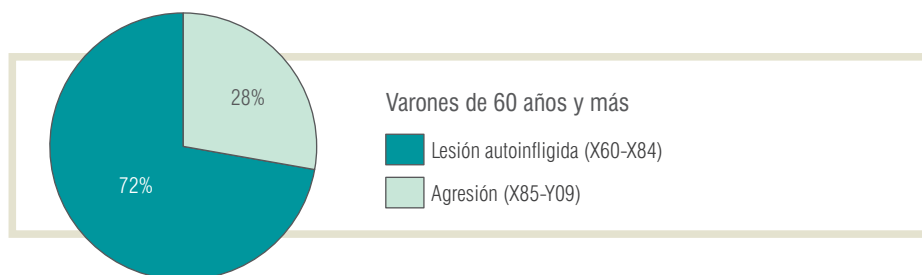 28%
72%
Varones de 60 años y más
Lesión autoinfligida (X60-X84)
Agresión (X85-Y09)